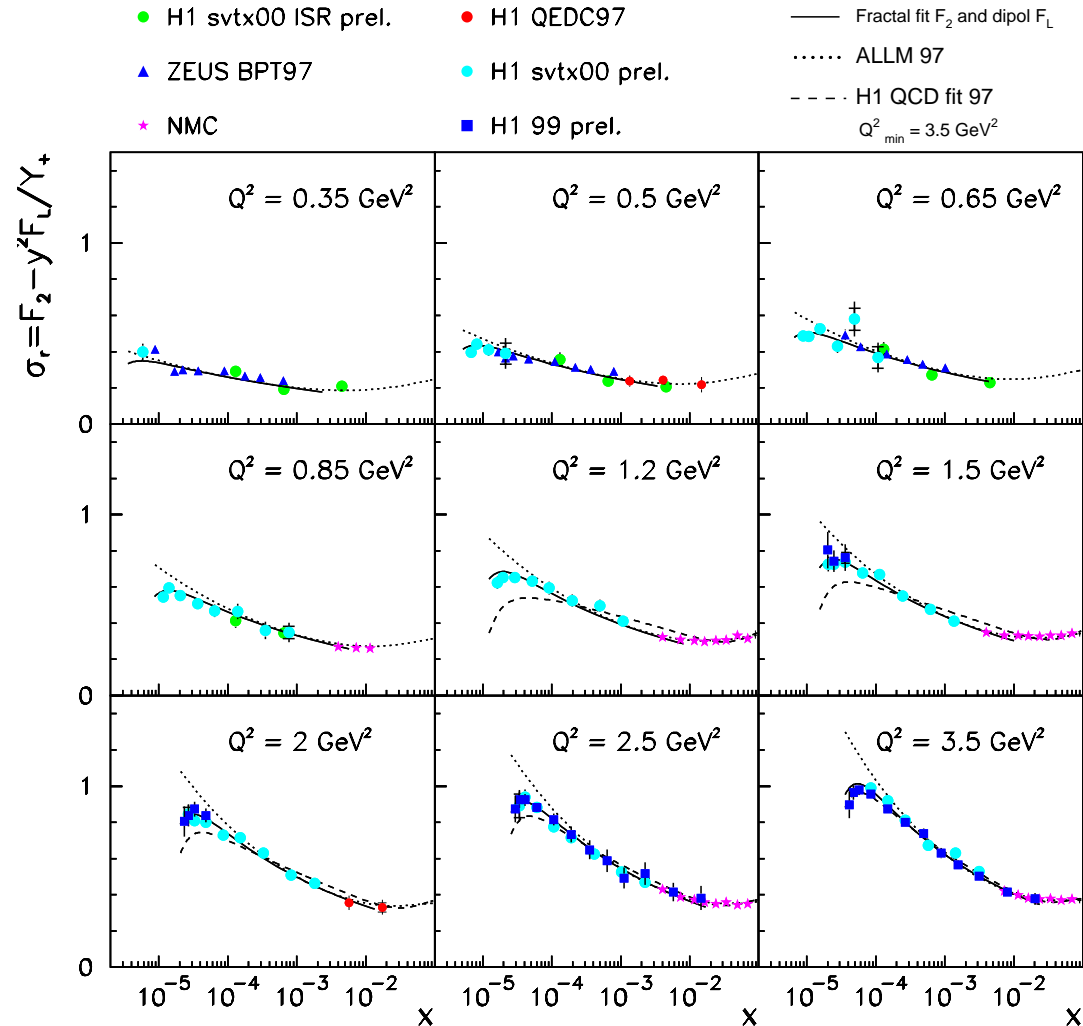 H1 svtx00 ISR prel.
H1 QEDC97
Fractal fit F₂ and dipol F_L
ZEUS BPT97
H1 svtx00 prel.
ALLM 97
NMC
H1 99 prel.
H1 QCD fit 97
Q²_min = 3.5 GeV²
σ_r=F₂−y²F_L/Y₊
Q² = 0.35 GeV²
Q² = 0.5 GeV²
Q² = 0.65 GeV²
1
0
Q² = 0.85 GeV²
Q² = 1.2 GeV²
Q² = 1.5 GeV²
1
0
Q² = 2 GeV²
Q² = 2.5 GeV²
Q² = 3.5 GeV²
1
0
10⁻⁵ 10⁻⁴ 10⁻³ 10⁻² 10⁻⁵ 10⁻⁴ 10⁻³ 10⁻² 10⁻⁵ 10⁻⁴ 10⁻³ 10⁻²
x x x